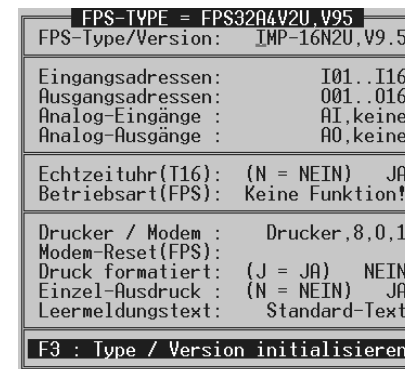 FPS-TYPE = FPS32A4V2U,V95
FPS-Type/Version: IMP-16N2U,V9.5
Eingangsadressen: I01..I16
Ausgangsadressen: O01..O16
Analog-Eingänge : AI,keine
Analog-Ausgänge : AO,keine
Echtzeituhr(T16): (N = NEIN) JA
Betriebsart(FPS): Keine Funktion!
Drucker / Modem : Drucker,8,0,1
Modem-Reset(FPS):
Druck formatiert: (J = JA) NEIN
Einzel-Ausdruck : (N = NEIN) JA
Leermeldungstext: Standard-Text
F3 : Type / Version initialisieren